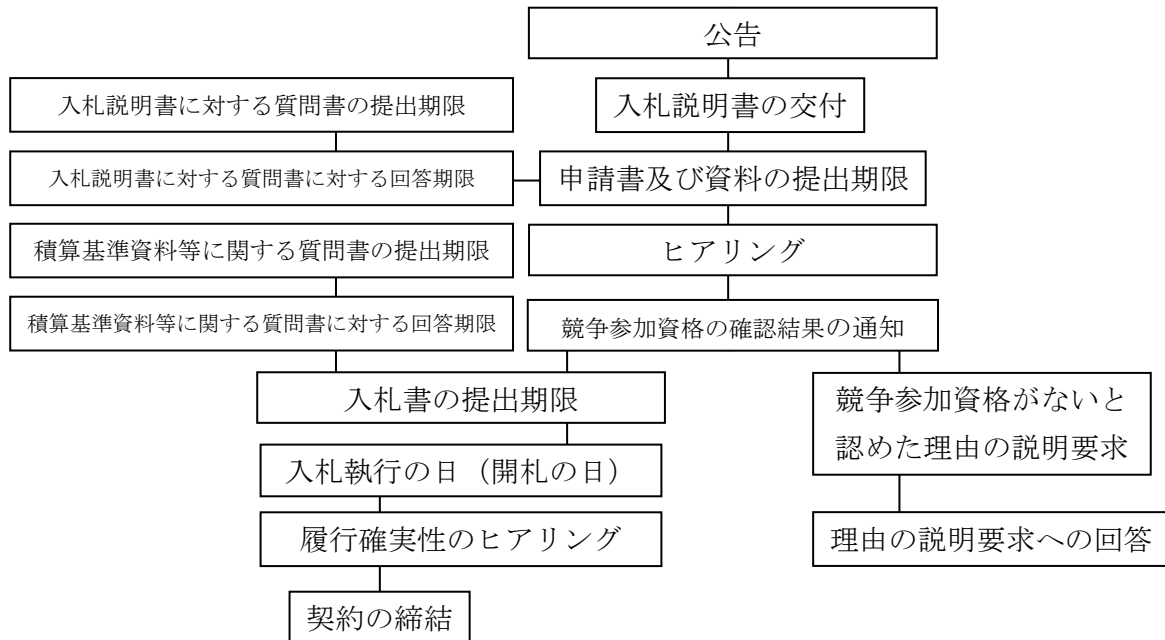 公告
入札説明書に対する質問書の提出期限
入札説明書の交付
入札説明書に対する質問書に対する回答期限
申請書及び資料の提出期限
積算基準資料等に関する質問書の提出期限
ヒアリング
積算基準資料等に関する質問書に対する回答期限
競争参加資格の確認結果の通知
入札書の提出期限
競争参加資格がないと
認めた理由の説明要求
入札執行の日（開札の日）
履行確実性のヒアリング
理由の説明要求への回答
契約の締結